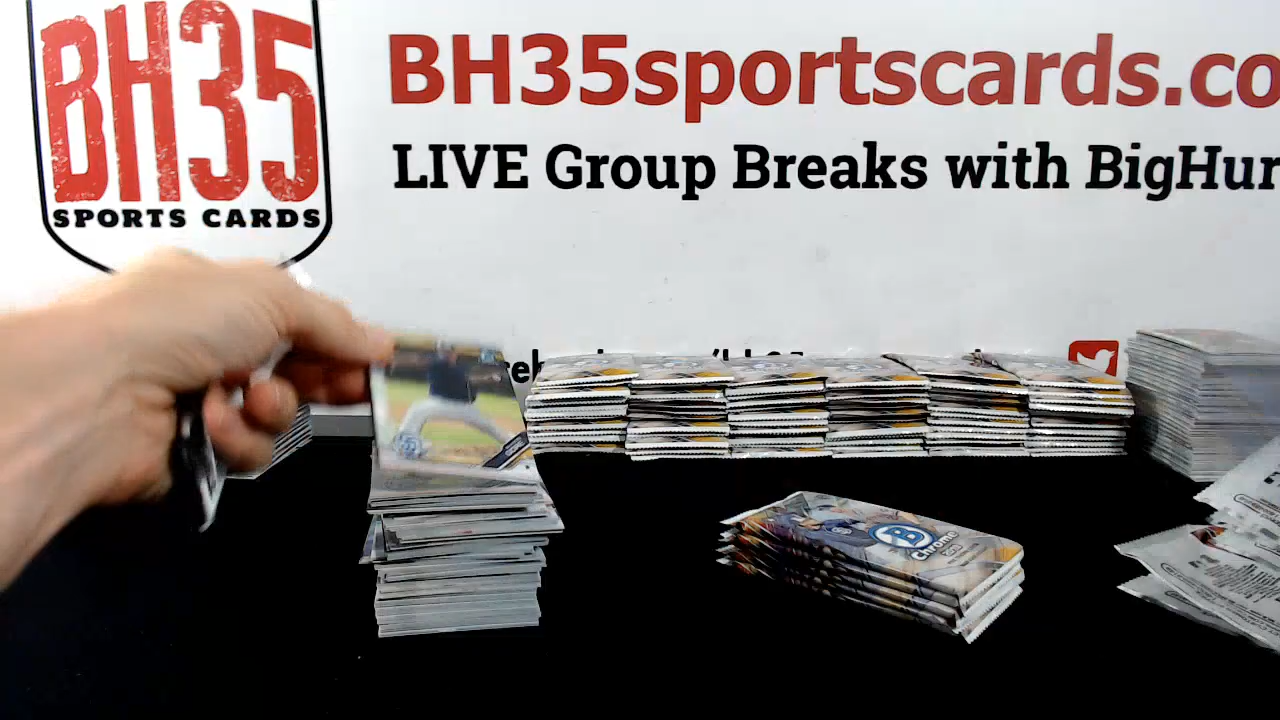 BH35
SPORTS CARDS
BH35sportscards.co
LIVE Group Breaks with BigHur
B
Chrome